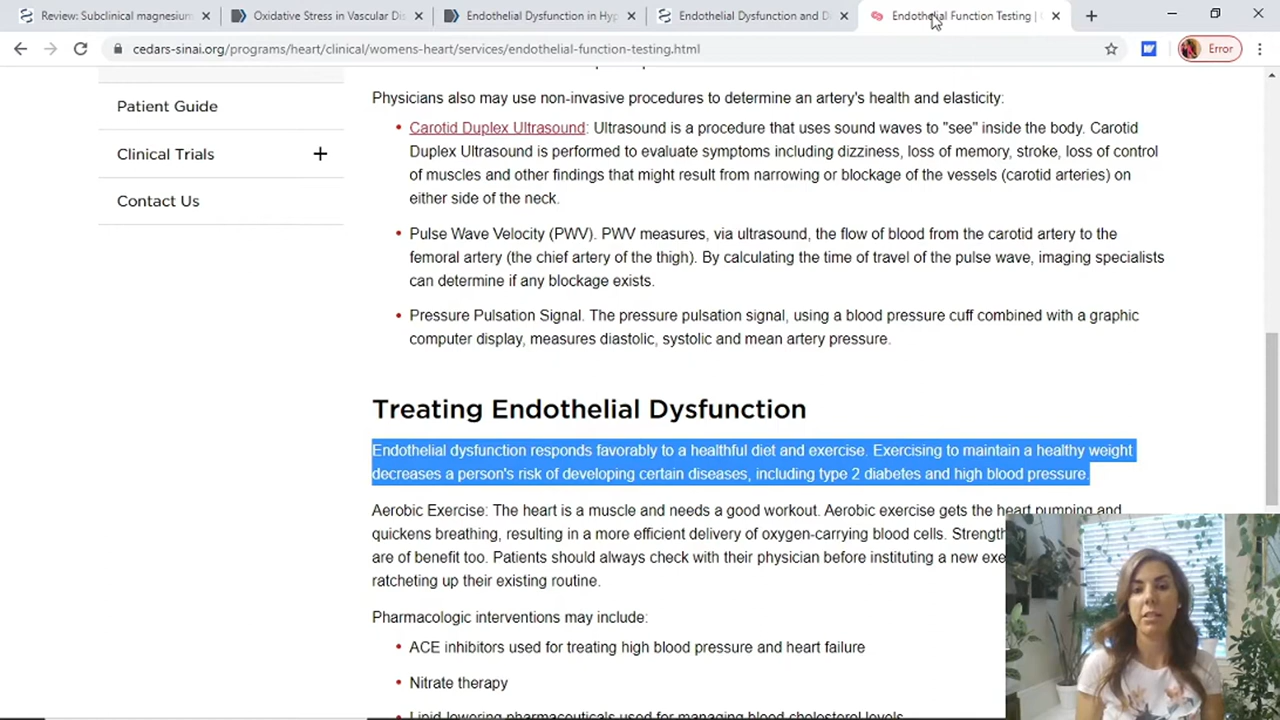 Review: Subclinical magnesium
Oxidative Stress in Vascular Di
Endothelial Dysfunction in Hyp
Endothelial Dysfunction and D
Endothelial Function Testing |
cedars-sinai.org/programs/heart/clinical/womens-heart/services/endothelial-function-testing.html
Error
Patient Guide
Clinical Trials
Contact Us
Physicians also may use non-invasive procedures to determine an artery's health and elasticity:
Carotid Duplex Ultrasound: Ultrasound is a procedure that uses sound waves to "see" inside the body. Carotid
Duplex Ultrasound is performed to evaluate symptoms including dizziness, loss of memory, stroke, loss of control
of muscles and other findings that might result from narrowing or blockage of the vessels (carotid arteries) on
either side of the neck.
Pulse Wave Velocity (PWV). PWV measures, via ultrasound, the flow of blood from the carotid artery to the
femoral artery (the chief artery of the thigh). By calculating the time of travel of the pulse wave, imaging specialists
can determine if any blockage exists.
Pressure Pulsation Signal. The pressure pulsation signal, using a blood pressure cuff combined with a graphic
computer display, measures diastolic, systolic and mean artery pressure.
Treating Endothelial Dysfunction
Endothelial dysfunction responds favorably to a healthful diet and exercise. Exercising to maintain a healthy weight
decreases a person's risk of developing certain diseases, including type 2 diabetes and high blood pressure.
Aerobic Exercise: The heart is a muscle and needs a good workout. Aerobic exercise gets the heart pumping and
quickens breathing, resulting in a more efficient delivery of oxygen-carrying blood cells. Strength
are of benefit too. Patients should always check with their physician before instituting a new exe
ratcheting up their existing routine.
Pharmacologic interventions may include:
ACE inhibitors used for treating high blood pressure and heart failure
Nitrate therapy
Lipid-lowering pharmaceuticals used for managing blood cholesterol levels